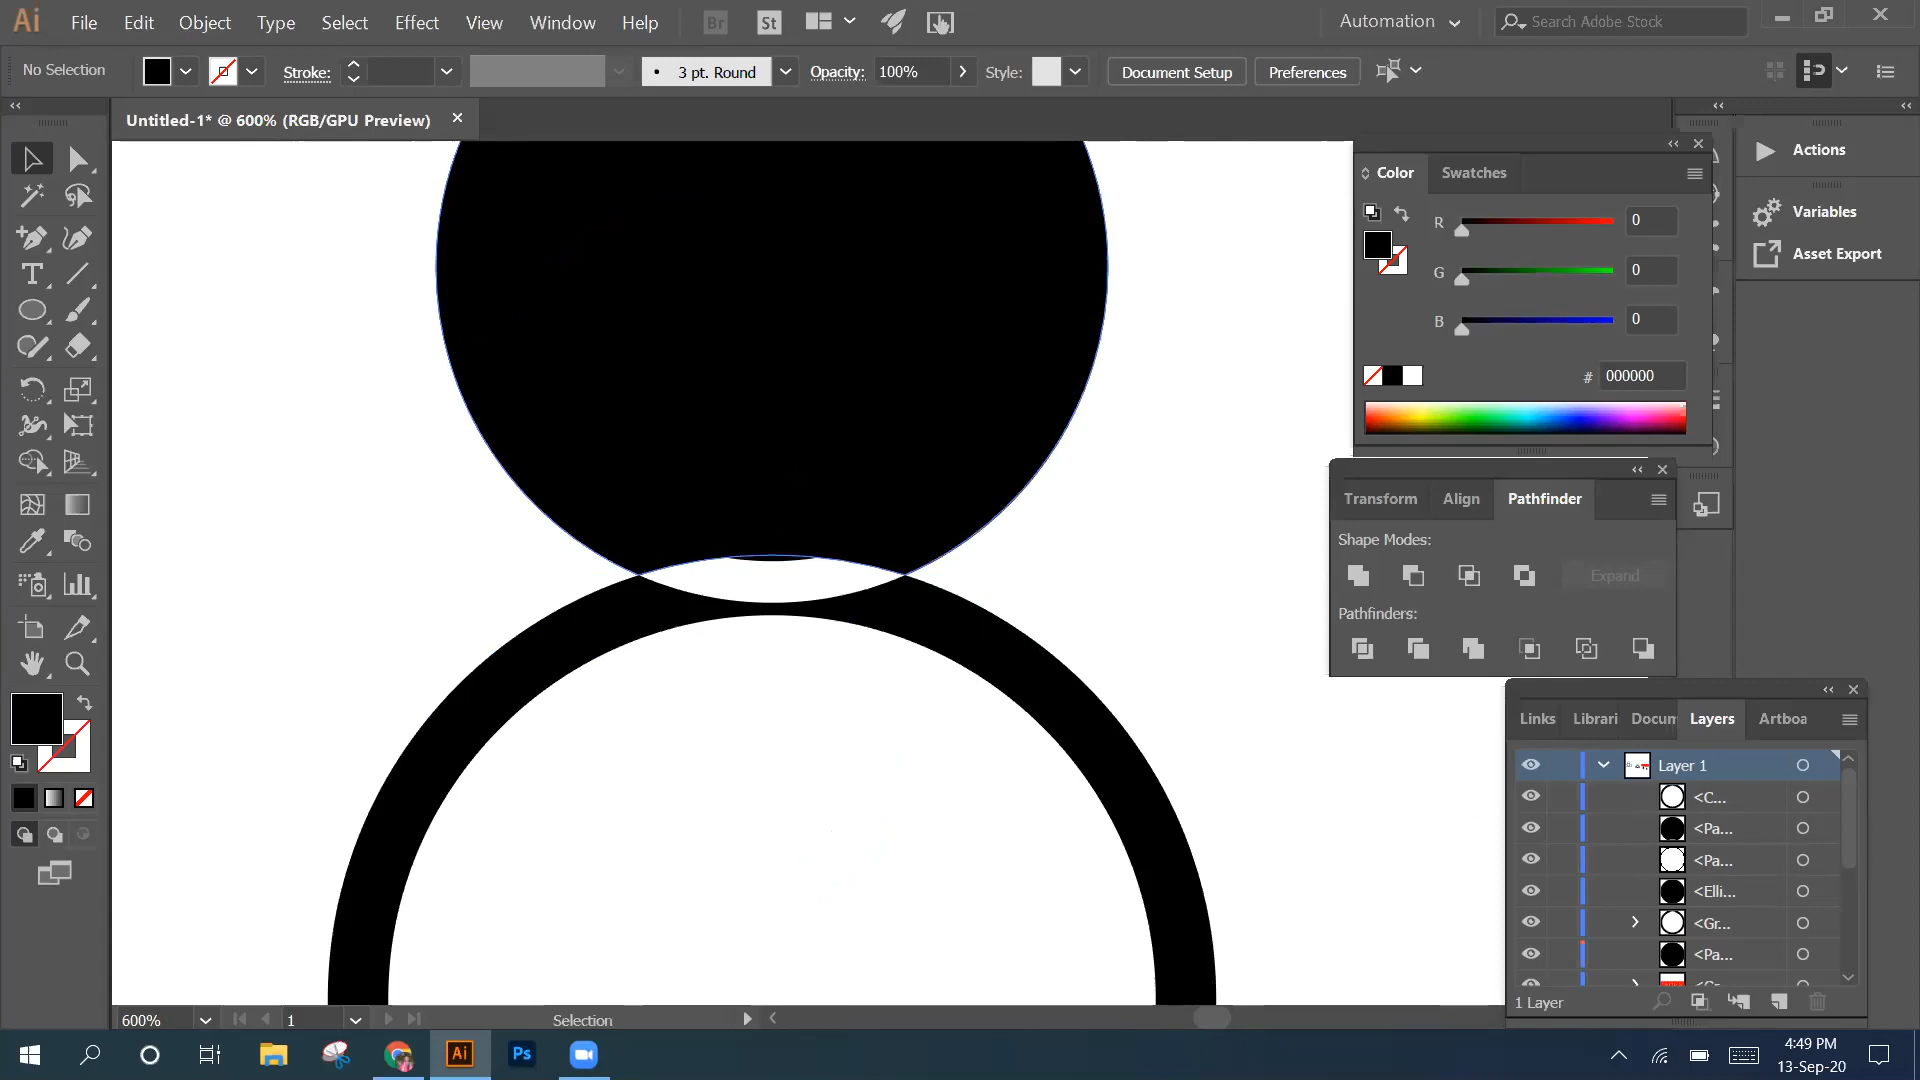 Ai File Edit Object Type Select Effect View Window Help Br St Automation Search Adobe Stock
No Selection Stroke: 3 pt. Round Opacity: 100% Style: Document Setup Preferences
Untitled-1* @ 600% (RGB/GPU Preview)
Color Swatches
R 0
G 0
B 0
# 000000
Actions
Variables
Asset Export
Transform Align Pathfinder
Shape Modes:
Expand
Pathfinders:
Links Librari Docum Layers Artboa
Layer 1
<C...
<Pa...
<Pa...
<Elli...
<Gr...
<Pa...
1 Layer
600% 1 Selection
Ai Ps
4:49 PM
13-Sep-20